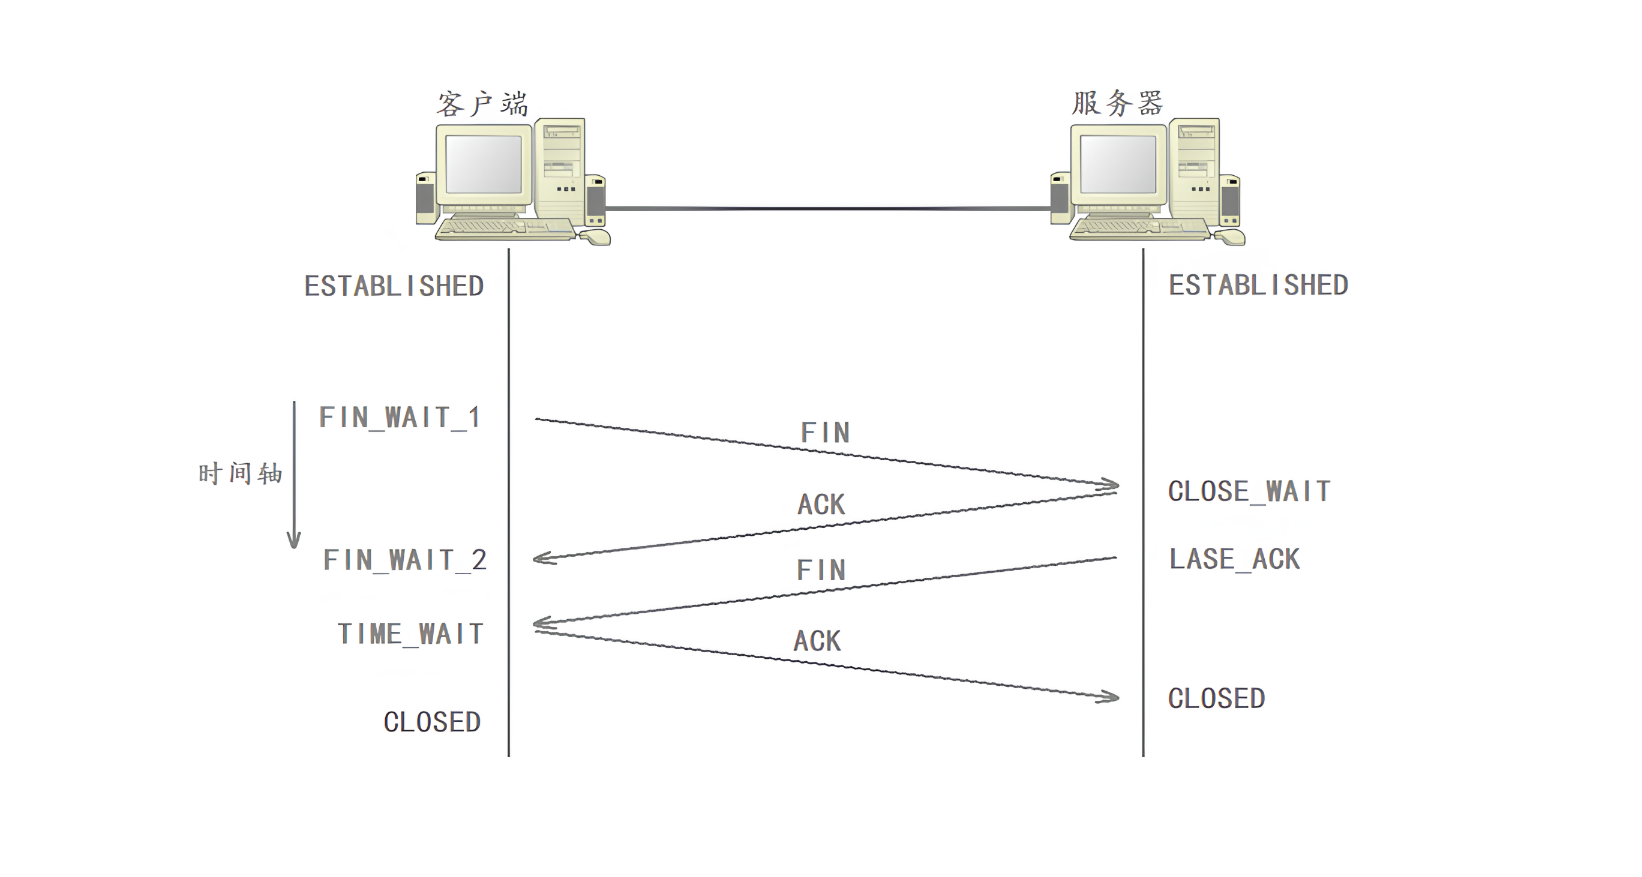 客户端
服务器
ESTABLISHED
ESTABLISHED
FIN_WAIT_1
FIN
时间轴
CLOSE_WAIT
ACK
FIN_WAIT_2
LASE_ACK
FIN
TIME_WAIT
ACK
CLOSED
CLOSED